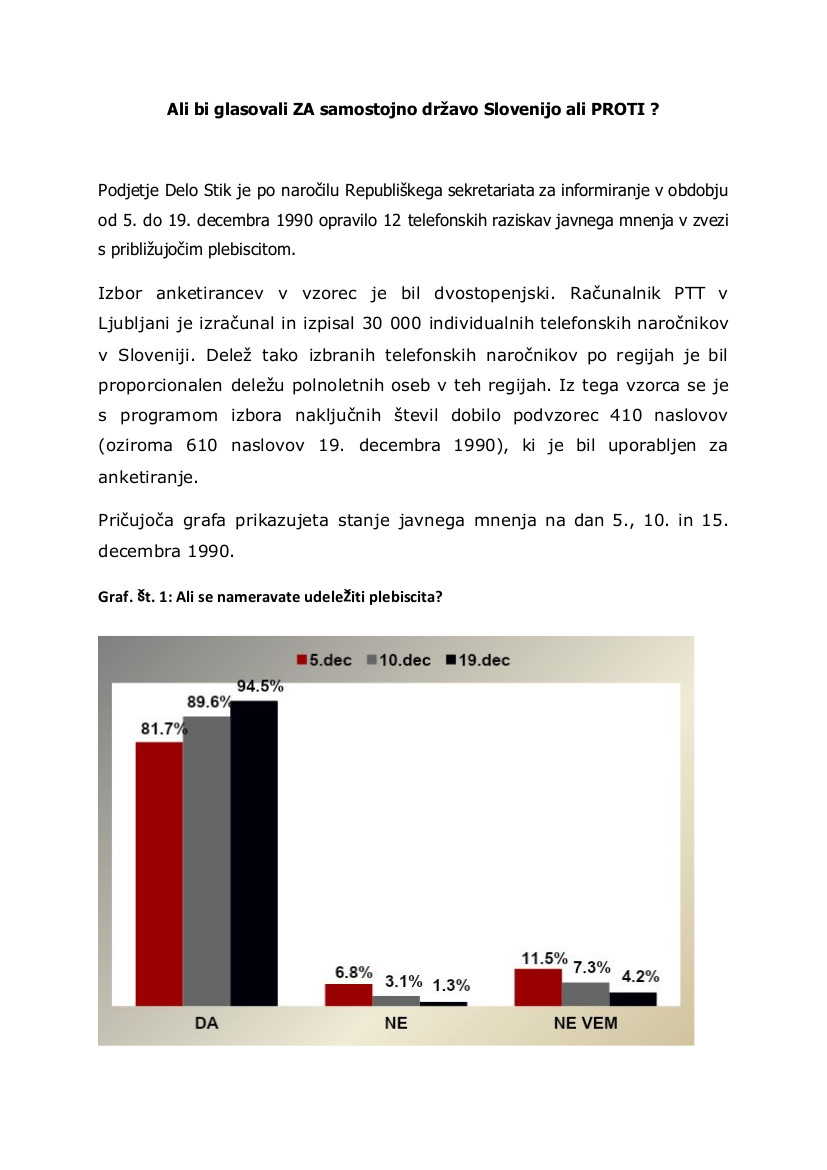 Ali bi glasovali ZA samostojno državo Slovenijo ali PROTI ?
Podjetje Delo Stik je po naročilu Republiškega sekretariata za informiranje v obdobju
od 5. do 19. decembra 1990 opravilo 12 telefonskih raziskav javnega mnenja v zvezi
s približujočim plebiscitom.
Izbor anketirancev v vzorec je bil dvostopenjski. Računalnik PTT v
Ljubljani je izračunal in izpisal 30 000 individualnih telefonskih naročnikov
v Sloveniji. Delež tako izbranih telefonskih naročnikov po regijah je bil
proporcionalen deležu polnoletnih oseb v teh regijah. Iz tega vzorca se je
s programom izbora naključnih števil dobilo podvzorec 410 naslovov
(oziroma 610 naslovov 19. decembra 1990), ki je bil uporabljen za
anketiranje.
Pričujoča grafa prikazujeta stanje javnega mnenja na dan 5., 10. in 15.
decembra 1990.
Graf. št. 1: Ali se nameravate udeležiti plebiscita?
5.dec 10.dec 19.dec
81.7% 89.6% 94.5%
6.8% 3.1% 1.3%
11.5% 7.3% 4.2%
DA NE NE VEM